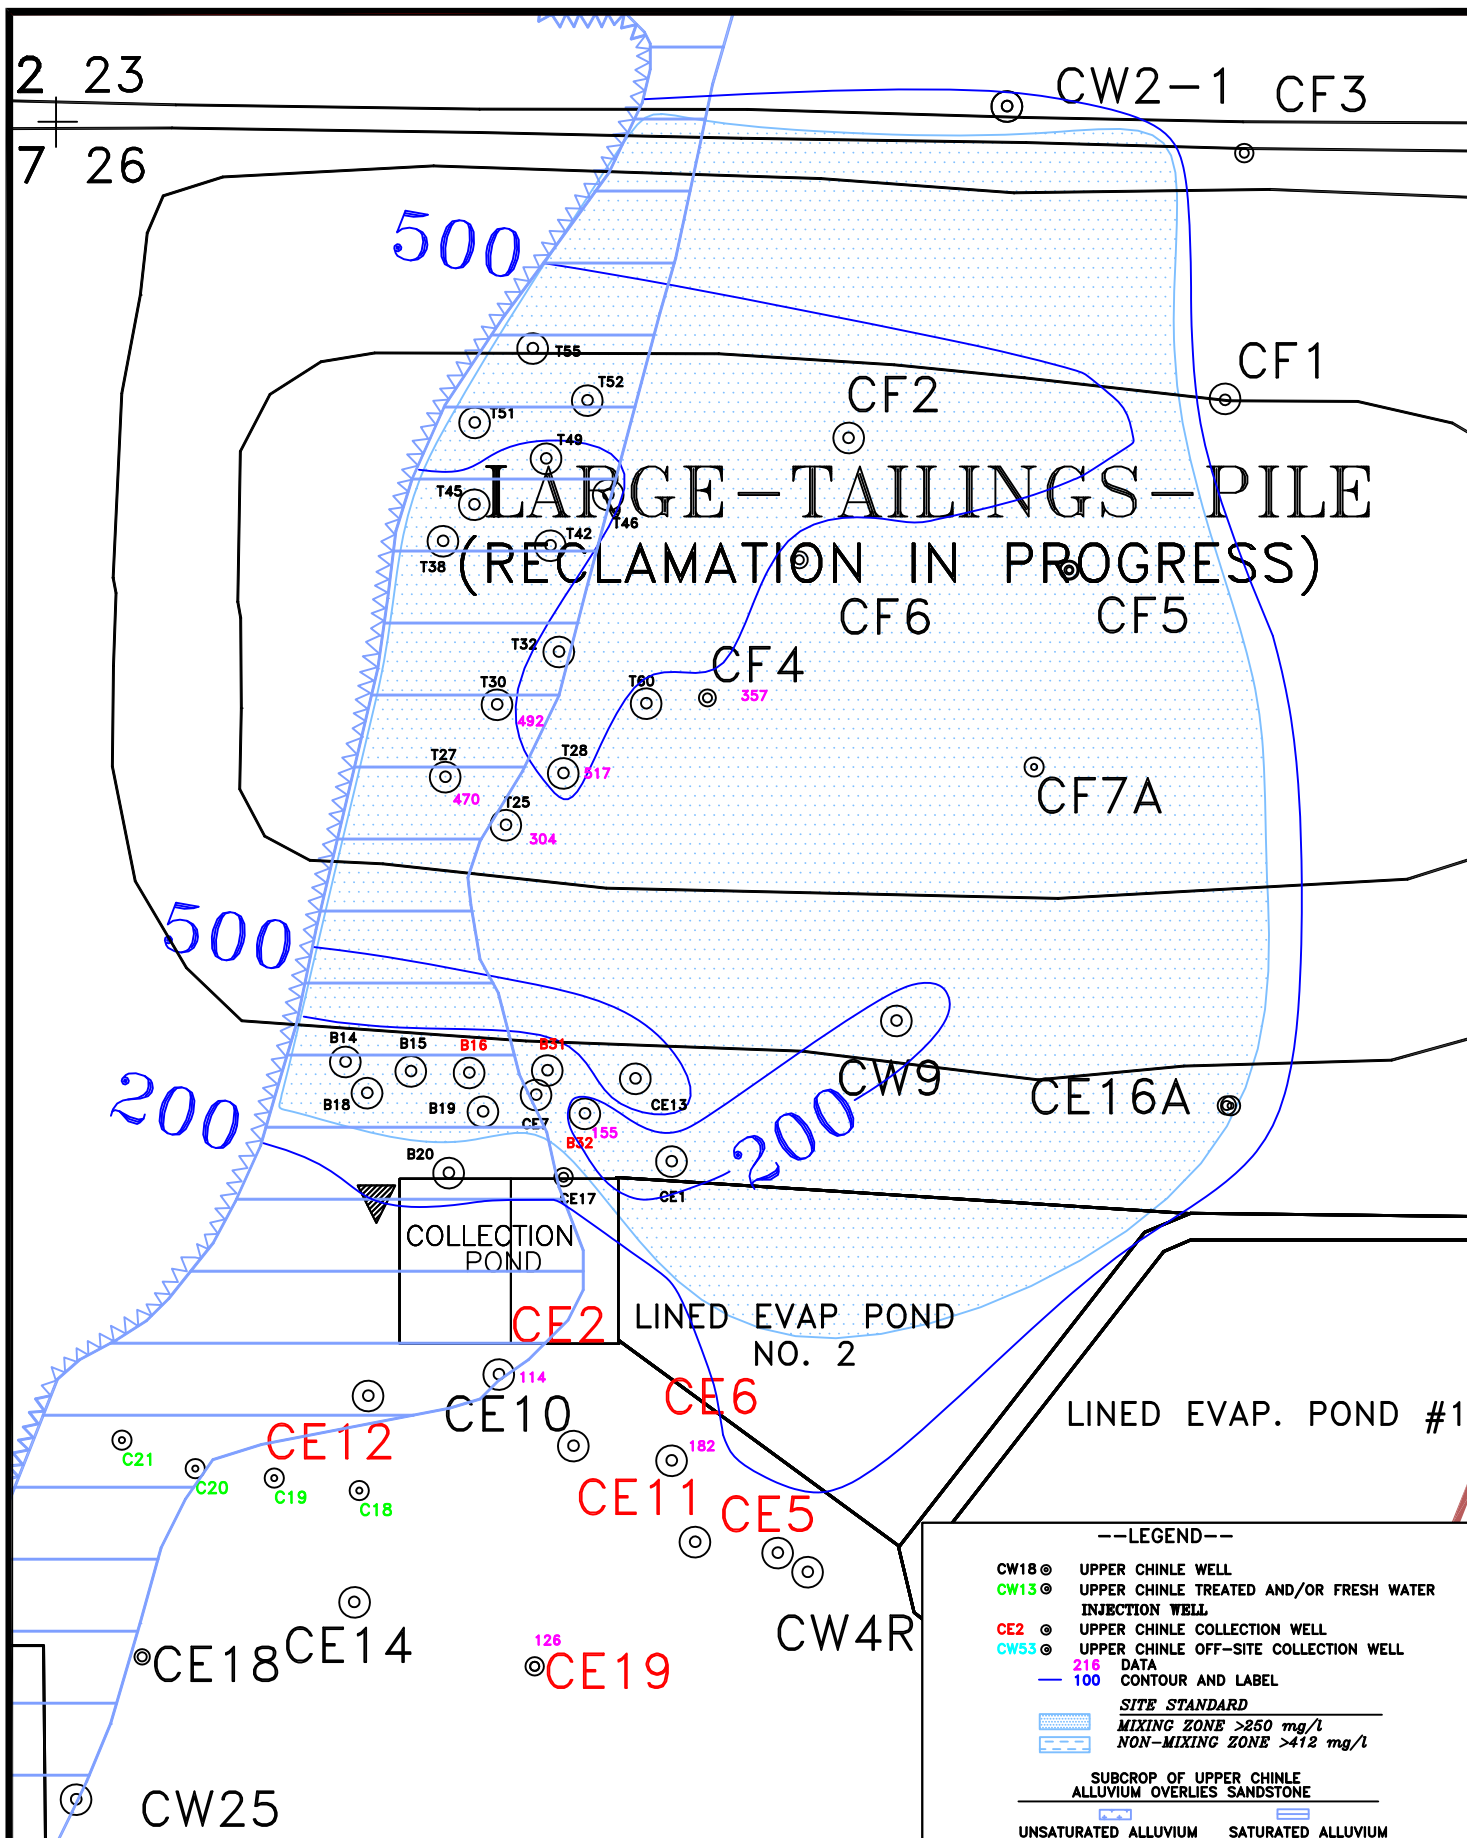 2 23
7 26
CW2-1
CF3
500
T55
T52
T51
T49
CF2
CF1
T45
T46
LARGE-TAILINGS-PILE
T42
T38
(RECLAMATION IN PROGRESS)
CF6
CF5
T32
CF4
T30
492
T60
357
T28
517
T27
470
CF7A
T25
304
500
B14
B15
B16
B31
CW9
CE16A
200
B18
B19
CE7
CE13
155
B32
200
B20
CE17
CE1
COLLECTION
POND
CE2
LINED EVAP POND
NO. 2
114
CE10
CE6
LINED EVAP. POND #1
CE12
182
C21
C20
C19
C18
CE11
CE5
CE18
CE14
126
CE19
CW4R
CW25
--LEGEND--
CW18 UPPER CHINLE WELL
CW13 UPPER CHINLE TREATED AND/OR FRESH WATER
INJECTION WELL
CE2 UPPER CHINLE COLLECTION WELL
CW53 UPPER CHINLE OFF-SITE COLLECTION WELL
216 DATA
100 CONTOUR AND LABEL
SITE STANDARD
MIXING ZONE >250 mg/l
NON-MIXING ZONE >412 mg/l
SUBCROP OF UPPER CHINLE
ALLUVIUM OVERLIES SANDSTONE
UNSATURATED ALLUVIUM SATURATED ALLUVIUM